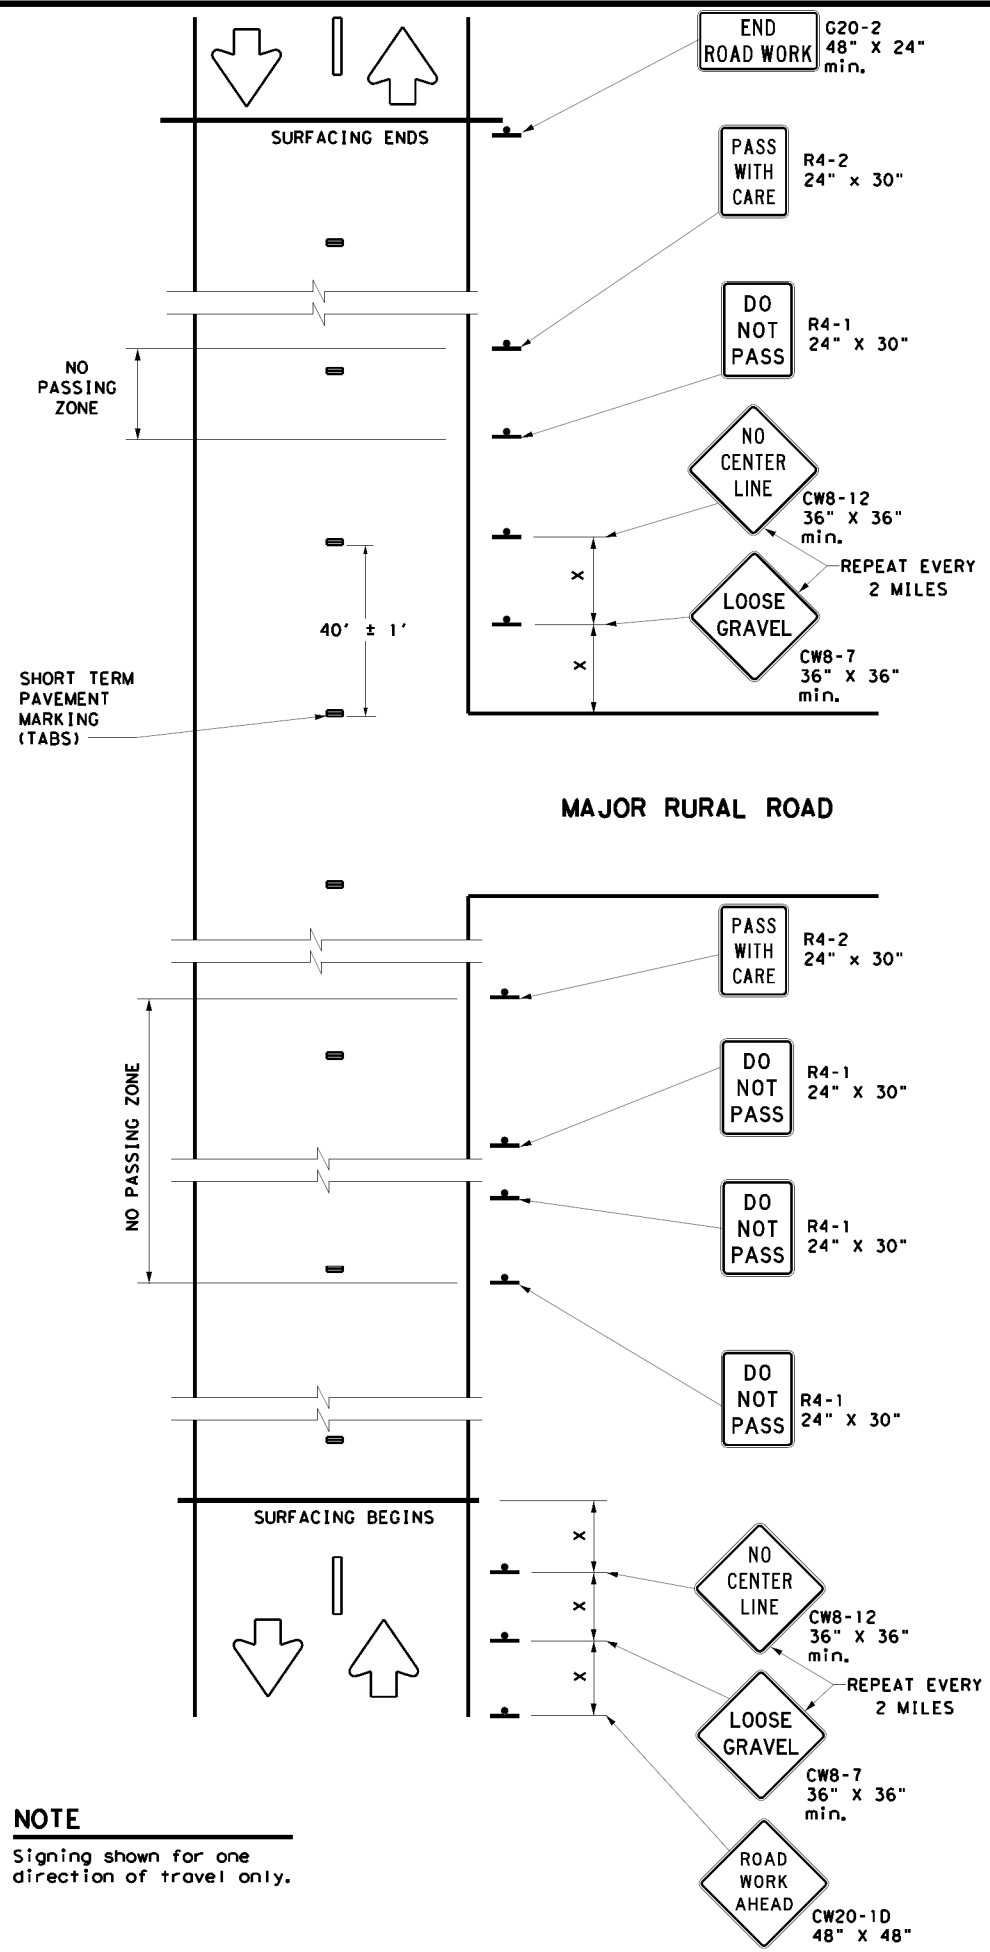 END
ROAD WORK
G20-2
48" X 24"
min.
SURFACING ENDS
PASS
WITH
CARE
R4-2
24" x 30"
DO
NOT
PASS
R4-1
24" X 30"
NO
PASSING
ZONE
NO
CENTER
LINE
CW8-12
36" X 36"
min.
REPEAT EVERY
2 MILES
X
LOOSE
GRAVEL
CW8-7
36" X 36"
min.
X
40' ± 1'
SHORT TERM
PAVEMENT
MARKING
(TABS)
MAJOR RURAL ROAD
PASS
WITH
CARE
R4-2
24" x 30"
DO
NOT
PASS
R4-1
24" X 30"
NO PASSING ZONE
DO
NOT
PASS
R4-1
24" X 30"
DO
NOT
PASS
R4-1
24" X 30"
SURFACING BEGINS
X
NO
CENTER
LINE
CW8-12
36" X 36"
min.
X
REPEAT EVERY
2 MILES
X
LOOSE
GRAVEL
CW8-7
36" X 36"
min.
ROAD
WORK
AHEAD
CW20-1D
48" X 48"
NOTE
Signing shown for one
direction of travel only.